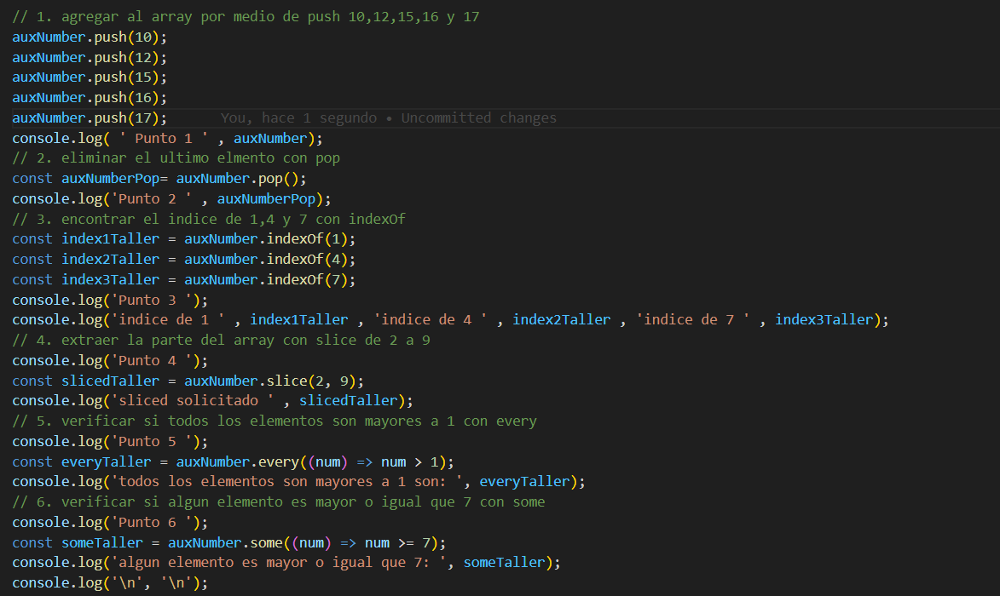 // 1. agregar al array por medio de push 10,12,15,16 y 17
auxNumber.push(10);
auxNumber.push(12);
auxNumber.push(15);
auxNumber.push(16);
auxNumber.push(17); You, hace 1 segundo • Uncommitted changes
console.log( ' Punto 1 ' , auxNumber);
// 2. eliminar el ultimo elmento con pop
const auxNumberPop= auxNumber.pop();
console.log('Punto 2 ' , auxNumberPop);
// 3. encontrar el indice de 1,4 y 7 con indexOf
const index1Taller = auxNumber.indexOf(1);
const index2Taller = auxNumber.indexOf(4);
const index3Taller = auxNumber.indexOf(7);
console.log('Punto 3 ');
console.log('indice de 1 ' , index1Taller , 'indice de 4 ' , index2Taller , 'indice de 7 ' , index3Taller);
// 4. extraer la parte del array con slice de 2 a 9
console.log('Punto 4 ');
const slicedTaller = auxNumber.slice(2, 9);
console.log('sliced solicitado ' , slicedTaller);
// 5. verificar si todos los elementos son mayores a 1 con every
console.log('Punto 5 ');
const everyTaller = auxNumber.every((num) => num > 1);
console.log('todos los elementos son mayores a 1 son: ', everyTaller);
// 6. verificar si algun elemento es mayor o igual que 7 con some
console.log('Punto 6 ');
const someTaller = auxNumber.some((num) => num >= 7);
console.log('algun elemento es mayor o igual que 7: ', someTaller);
console.log('\n', '\n');